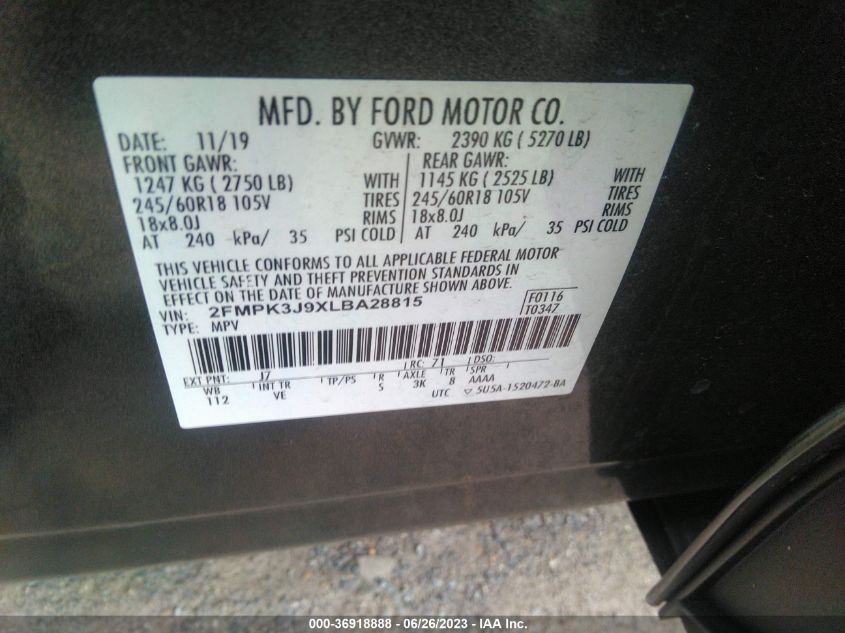 MFD. BY FORD MOTOR CO.
DATE: 11/19 GVWR: 2390 KG ( 5270 LB)
FRONT GAWR: REAR GAWR:
1247 KG ( 2750 LB) WITH 1145 KG ( 2525 LB) WITH
245/60R18 105V TIRES 245/60R18 105V TIRES
18x8.0J RIMS 18x8.0J RIMS
AT 240 kPa/ 35 PSI COLD AT 240 kPa/ 35 PSI COLD
THIS VEHICLE CONFORMS TO ALL APPLICABLE FEDERAL MOTOR
VEHICLE SAFETY AND THEFT PREVENTION STANDARDS IN
EFFECT ON THE DATE OF MANUFACTURE SHOWN ABOVE.
VIN: 2FMPK3J9XLBA28815 F0116
TYPE: MPV T0347
EXT PNT: J7 RC: 71 DSO:
WB INT TR TP/PS R AXLE TR SPR
112 VE S 3K 8 AAAA
UTC ▽ 5U5A-1520472-BA
000-36918888 - 06/26/2023 - IAA Inc.